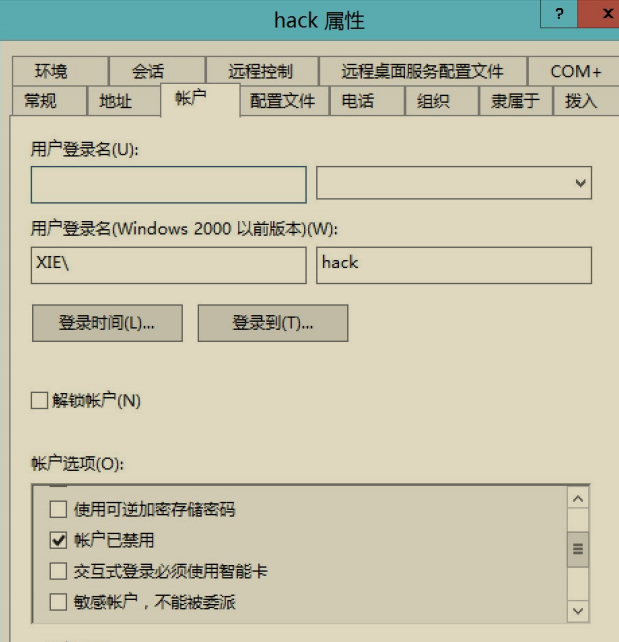 hack 属性
? x
环境 会话 远程控制 远程桌面服务配置文件 COM+
常规 地址 帐户 配置文件 电话 组织 隶属于 拨入
用户登录名(U):
用户登录名(Windows 2000 以前版本)(W):
XIE\ hack
登录时间(L)... 登录到(T)...
解锁帐户(N)
帐户选项(O):
使用可逆加密存储密码
帐户已禁用
交互式登录必须使用智能卡
敏感帐户，不能被委派